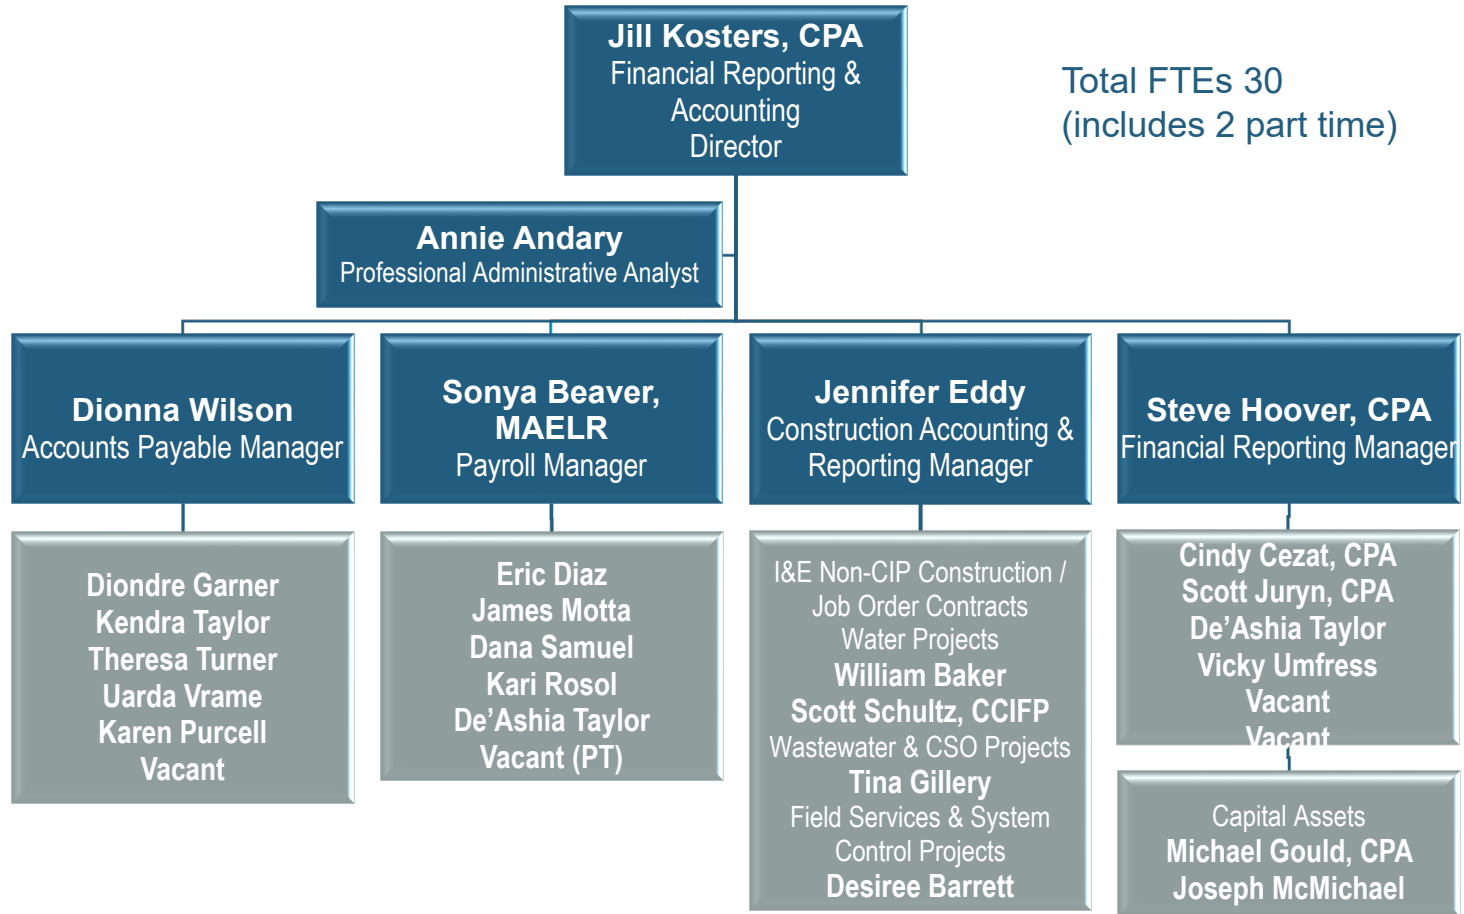 Jill Kosters, CPA
Financial Reporting &
Accounting
Director
Total FTEs 30
(includes 2 part time)
Annie Andary
Professional Administrative Analyst
Dionna Wilson
Accounts Payable Manager
Sonya Beaver,
MAELR
Payroll Manager
Jennifer Eddy
Construction Accounting &
Reporting Manager
Steve Hoover, CPA
Financial Reporting Manager
Diondre Garner
Kendra Taylor
Theresa Turner
Uarda Vrame
Karen Purcell
Vacant
Eric Diaz
James Motta
Dana Samuel
Kari Rosol
De’Ashia Taylor
Vacant (PT)
I&E Non-CIP Construction /
Job Order Contracts
Water Projects
William Baker
Scott Schultz, CCIFP
Wastewater & CSO Projects
Tina Gillery
Field Services & System
Control Projects
Desiree Barrett
Cindy Cezat, CPA
Scott Juryn, CPA
De’Ashia Taylor
Vicky Umfress
Vacant
Vacant
Capital Assets
Michael Gould, CPA
Joseph McMichael